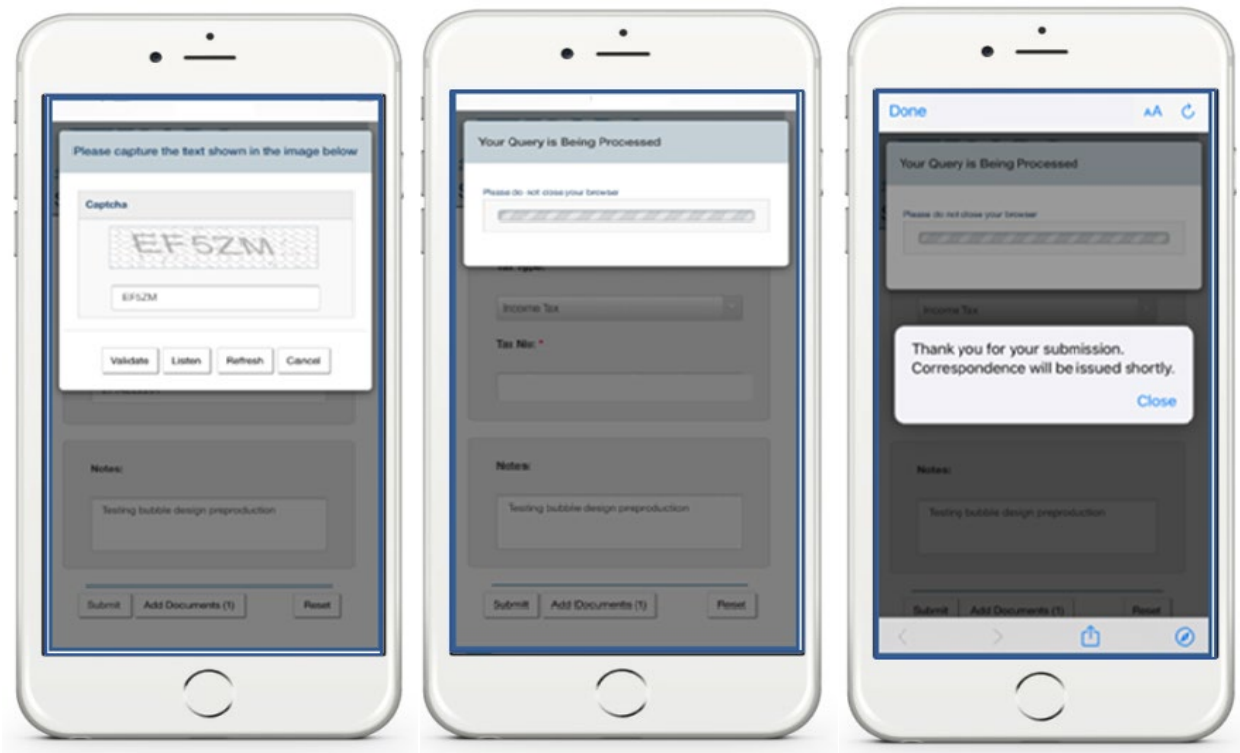 Please capture the text shown in the image below
Captcha
EF5ZM
EF5ZM
Validate Listen Refresh Cancel
Notes:
Testing bubble design preproduction
Submit Add Documents (1) Reset
Your Query is Being Processed
Please do not close your browser
Tax Type:
Income Tax
Tax No: *
Notes:
Testing bubble design preproduction
Submit Add Documents (1) Reset
Done AA
Your Query is Being Processed
Please do not close your browser
Income Tax
Thank you for your submission.
Correspondence will be issued shortly.
Close
Notes:
Testing bubble design preproduction
Submit Add Documents (1) Reset